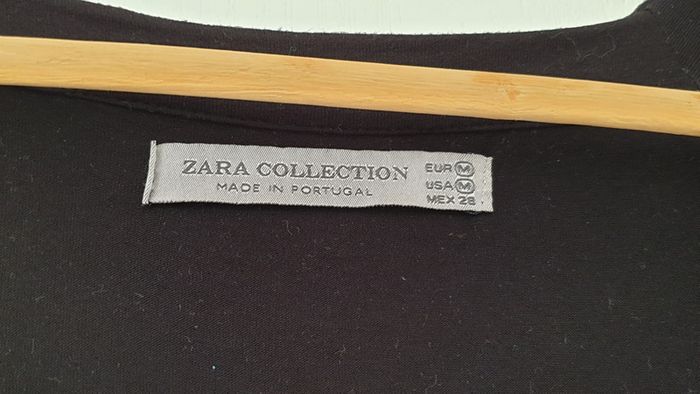 ZARA COLLECTION
MADE IN PORTUGAL
EUR M
USA M
MEX 28